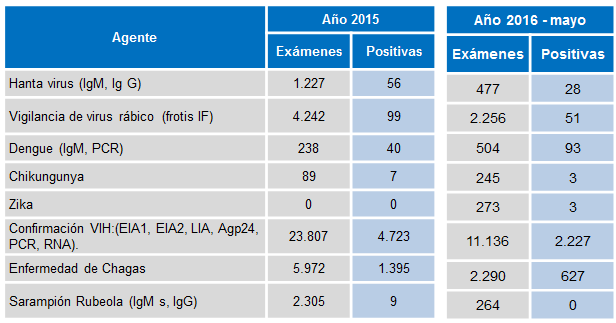 Agente Año 2015 Año 2016 - mayo
Exámenes Positivas Exámenes Positivas
Hanta virus (IgM, Ig G) 1.227 56 477 28
Vigilancia de virus rábico (frotis IF) 4.242 99 2.256 51
Dengue (IgM, PCR) 238 40 504 93
Chikungunya 89 7 245 3
Zika 0 0 273 3
Confirmación VIH:(EIA1, EIA2, LIA, Agp24,
PCR, RNA). 23.807 4.723 11.136 2.227
Enfermedad de Chagas 5.972 1.395 2.290 627
Sarampión Rubeola (IgM s, IgG) 2.305 9 264 0